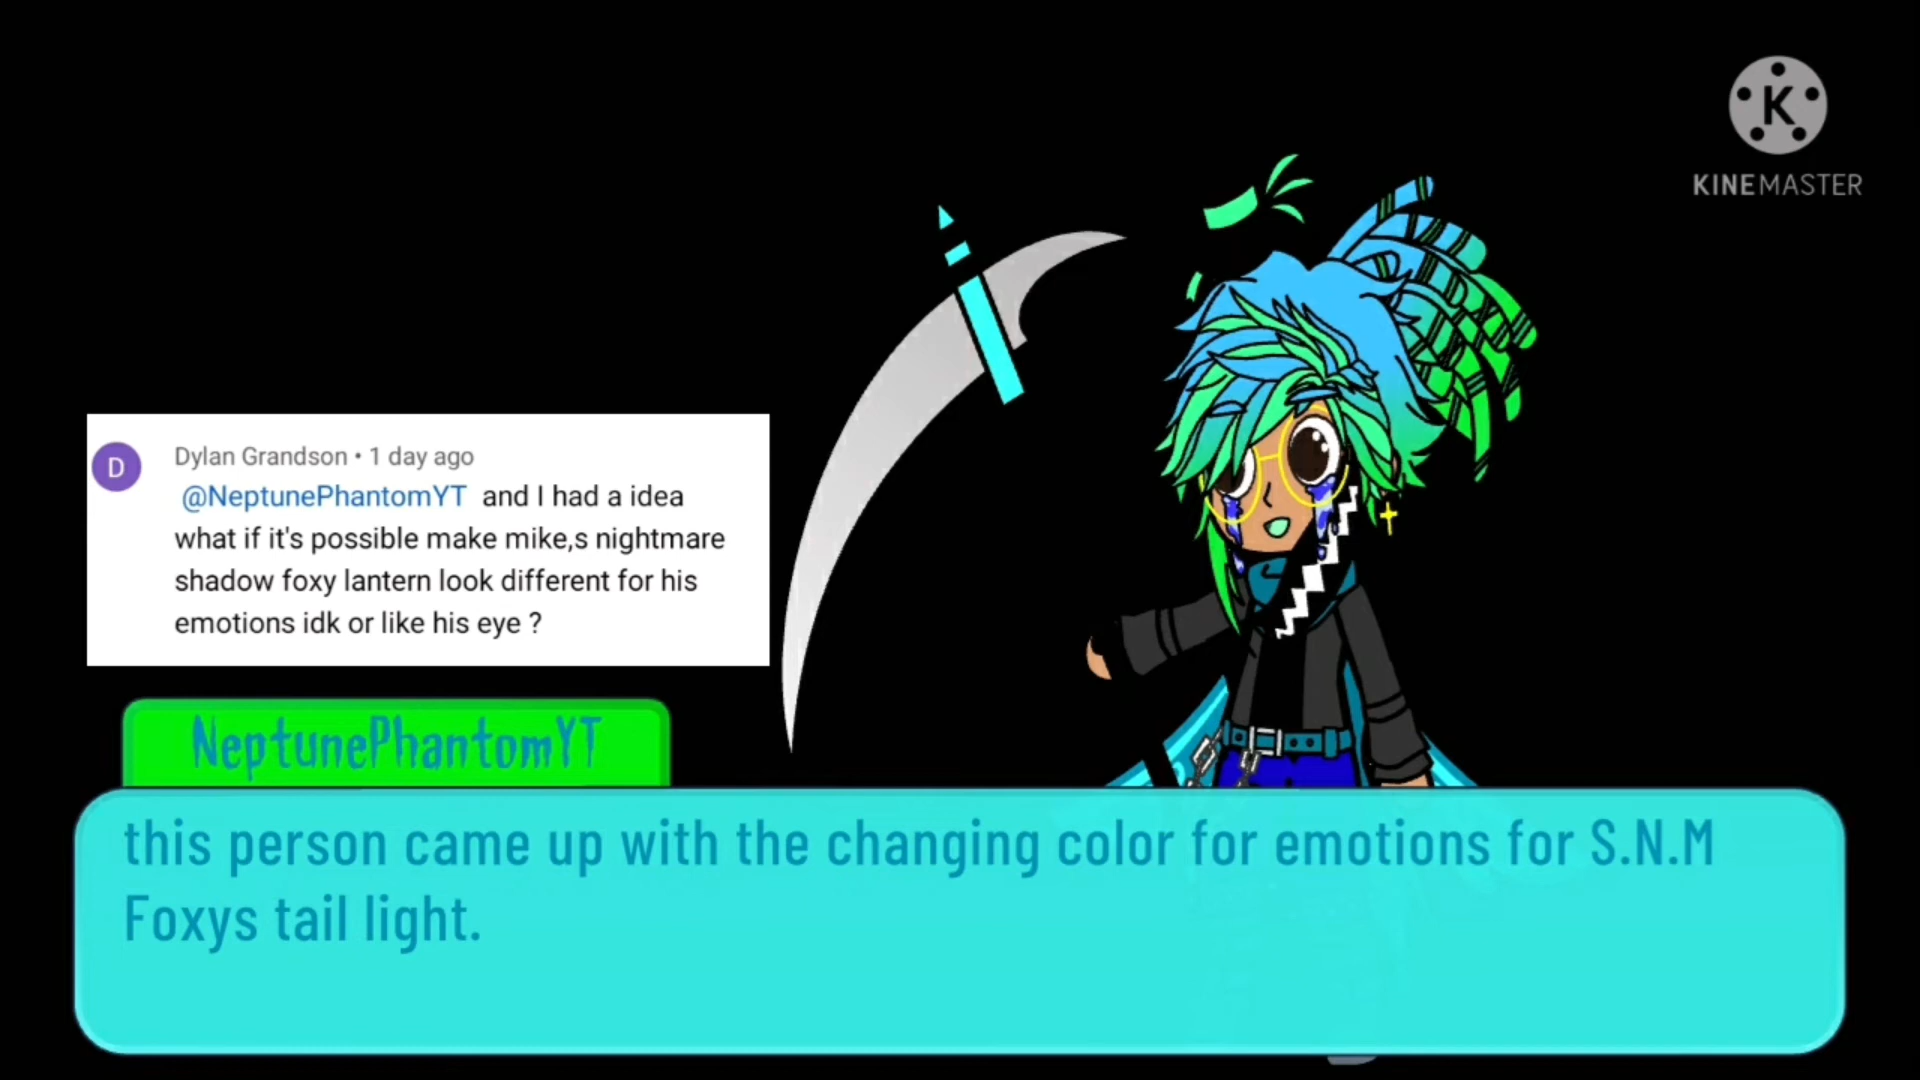 K
KINEMASTER
D
Dylan Grandson • 1 day ago
@NeptunePhantomYT and I had a idea
what if it's possible make mike,s nightmare
shadow foxy lantern look different for his
emotions idk or like his eye ?
NeptunePhantomYT
this person came up with the changing color for emotions for S.N.M
Foxys tail light.